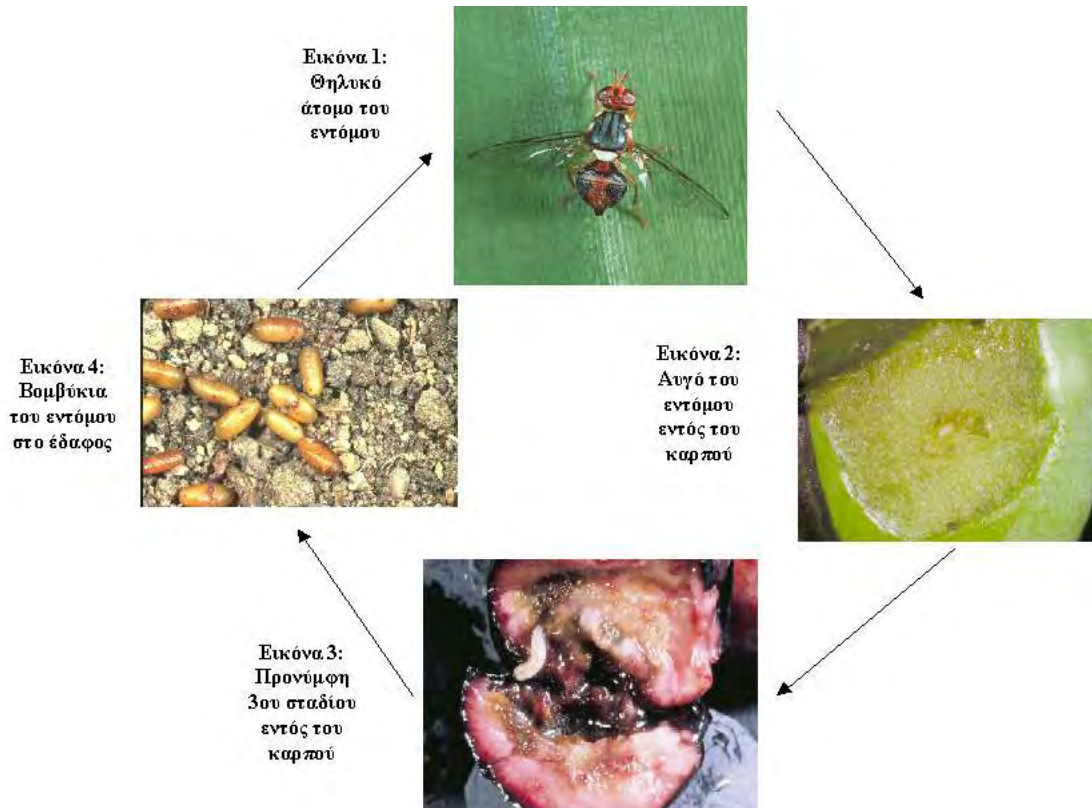 Εικόνα 1:
Θηλυκό
άτομο του
εντόμου
Εικόνα 2:
Αυγό του
εντόμου
εντός του
καρπού
Εικόνα 3:
Προνύμφη
3ου σταδίου
εντός του
καρπού
Εικόνα 4:
Βομβύκια
του εντόμου
στο έδαφος